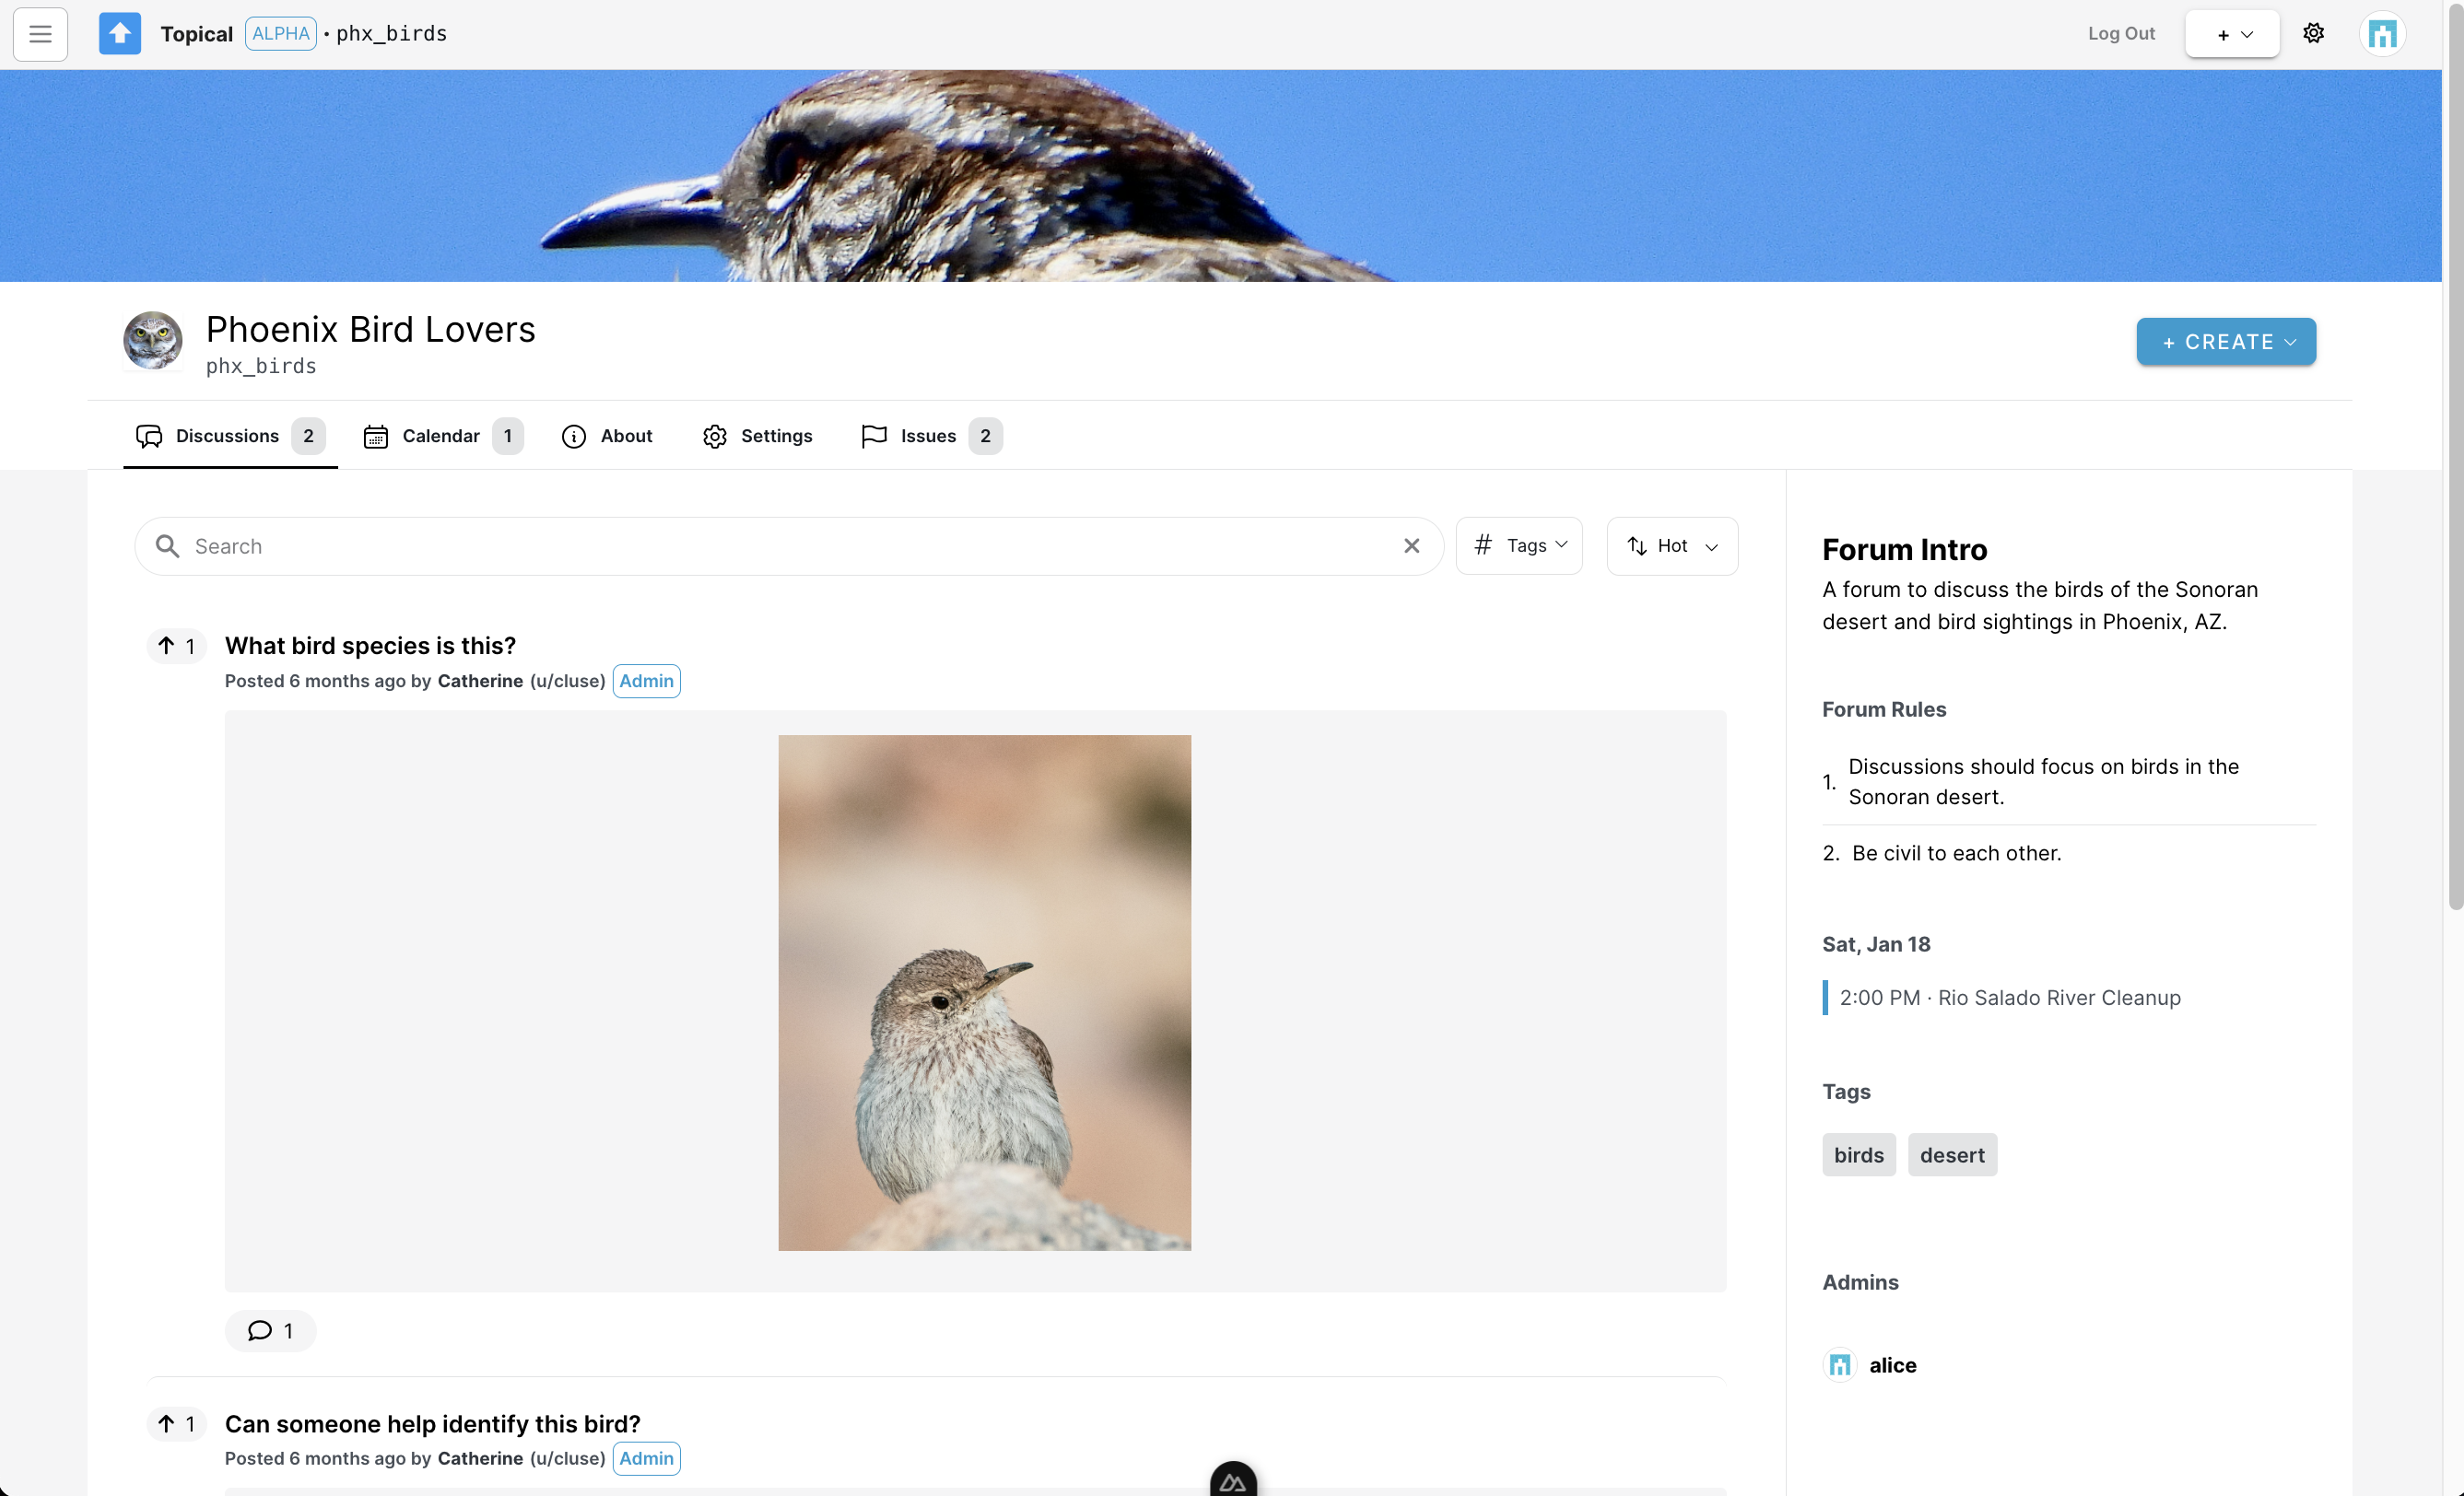 Topical ALPHA • phx_birds
Log Out + 
Phoenix Bird Lovers
phx_birds
+ CREATE
Discussions 2 Calendar 1 About Settings Issues 2
Search
# Tags
Hot
1 What bird species is this?
Posted 6 months ago by Catherine (u/cluse) Admin
1
1 Can someone help identify this bird?
Posted 6 months ago by Catherine (u/cluse) Admin
Forum Intro
A forum to discuss the birds of the Sonoran
desert and bird sightings in Phoenix, AZ.
Forum Rules
1. Discussions should focus on birds in the
Sonoran desert.
2. Be civil to each other.
Sat, Jan 18
2:00 PM · Rio Salado River Cleanup
Tags
birds desert
Admins
alice